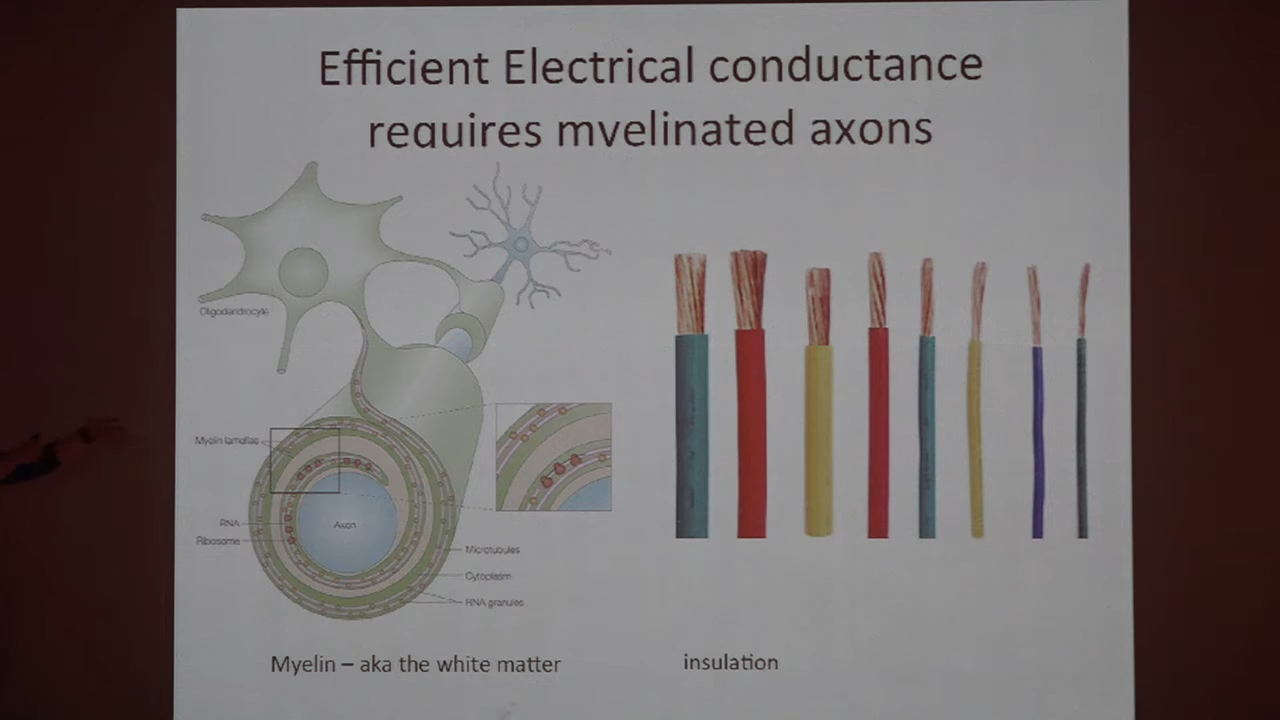 Efficient Electrical conductance
requires myelinated axons
Oligodendrocyte
Myelin lamellae
RNA
Axon
Ribosome
Microtubules
Cytoplasm
RNA granules
Myelin – aka the white matter
insulation